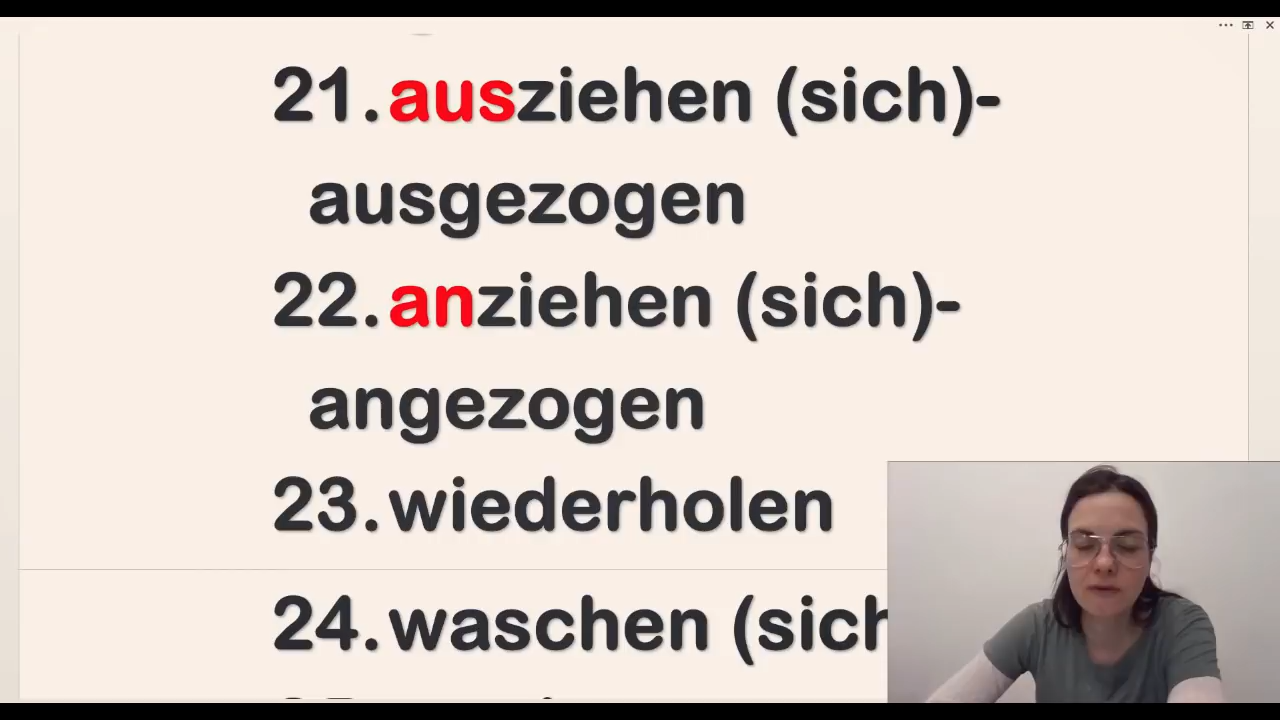 21. ausziehen (sich)-
ausgezogen
22. anziehen (sich)-
angezogen
23. wiederholen
24. waschen (sich